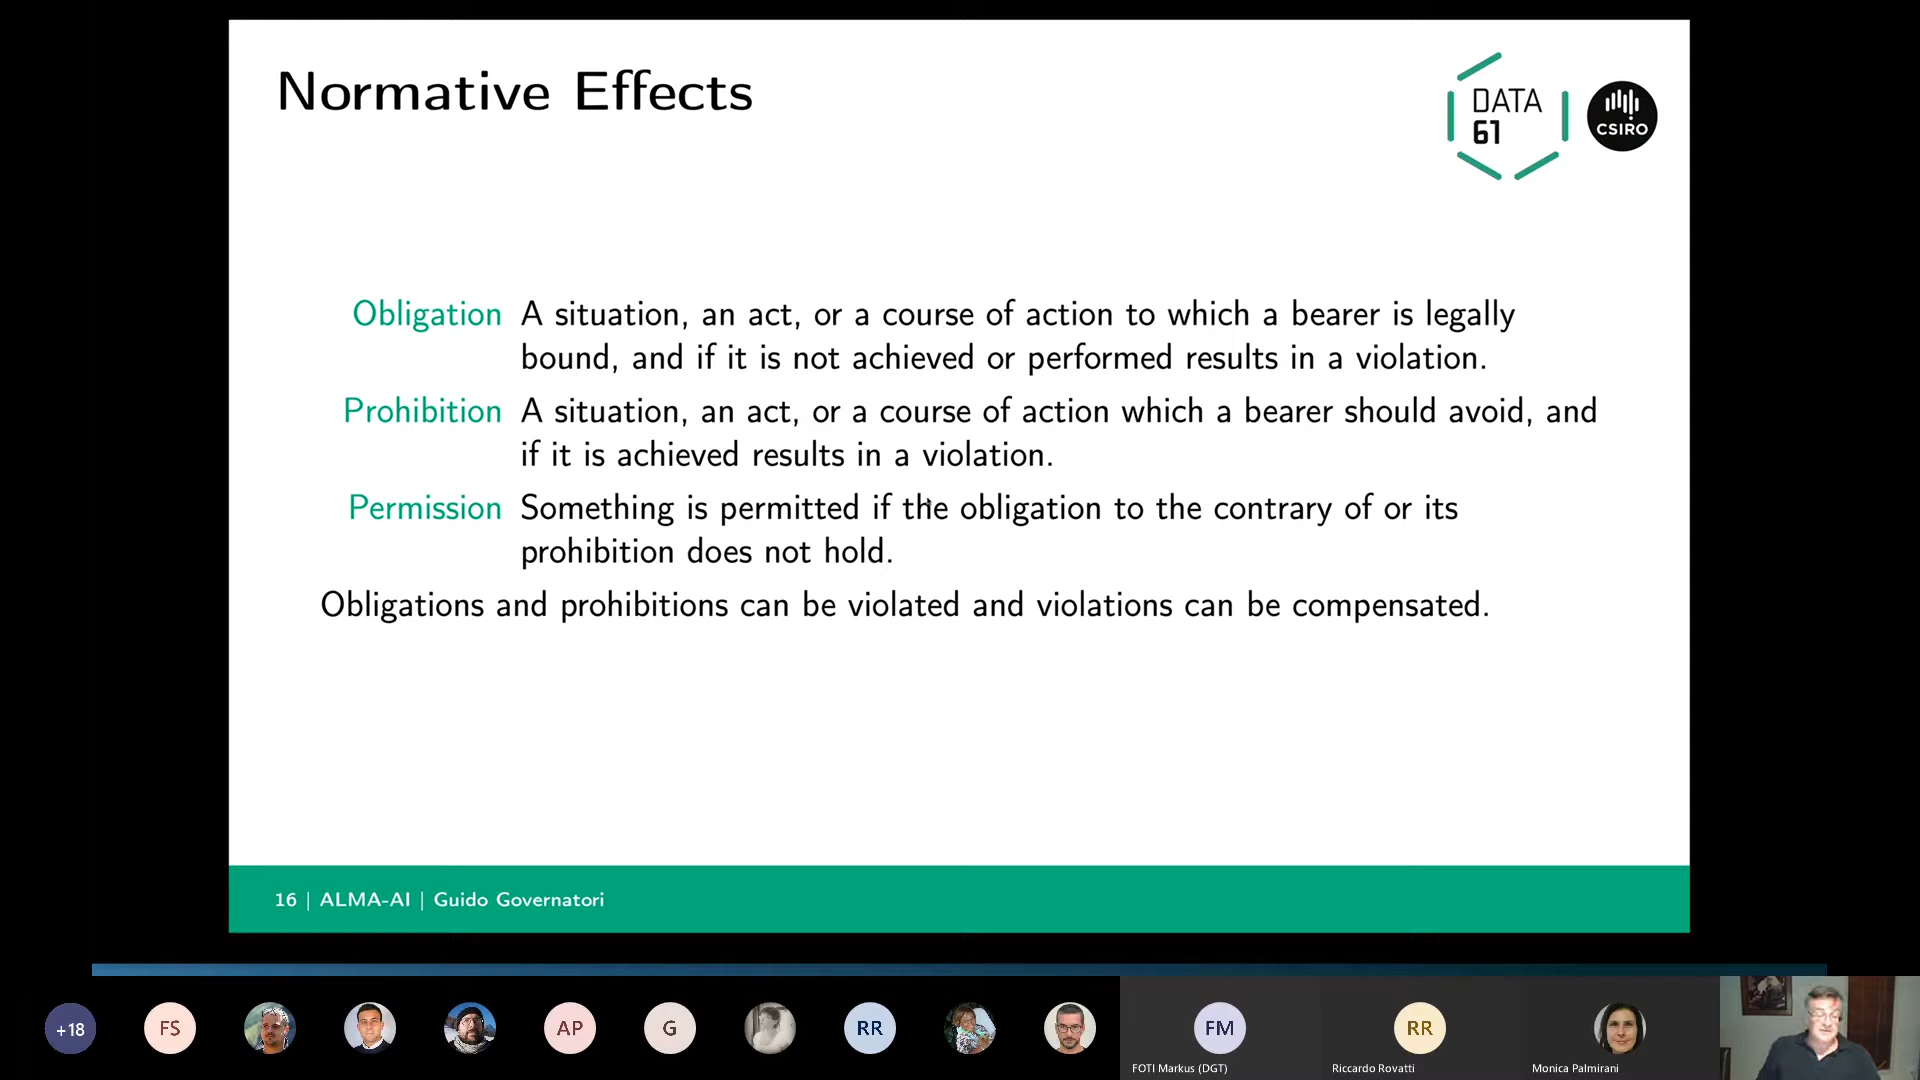 Normative Effects
DATA
61
CSIRO
Obligation A situation, an act, or a course of action to which a bearer is legally
bound, and if it is not achieved or performed results in a violation.
Prohibition A situation, an act, or a course of action which a bearer should avoid, and
if it is achieved results in a violation.
Permission Something is permitted if the obligation to the contrary of or its
prohibition does not hold.
Obligations and prohibitions can be violated and violations can be compensated.
16 | ALMA-AI | Guido Governatori
+18
FS
AP
G
RR
FM
RR
FOTI Markus (DGT)
Riccardo Rovatti
Monica Palmirani